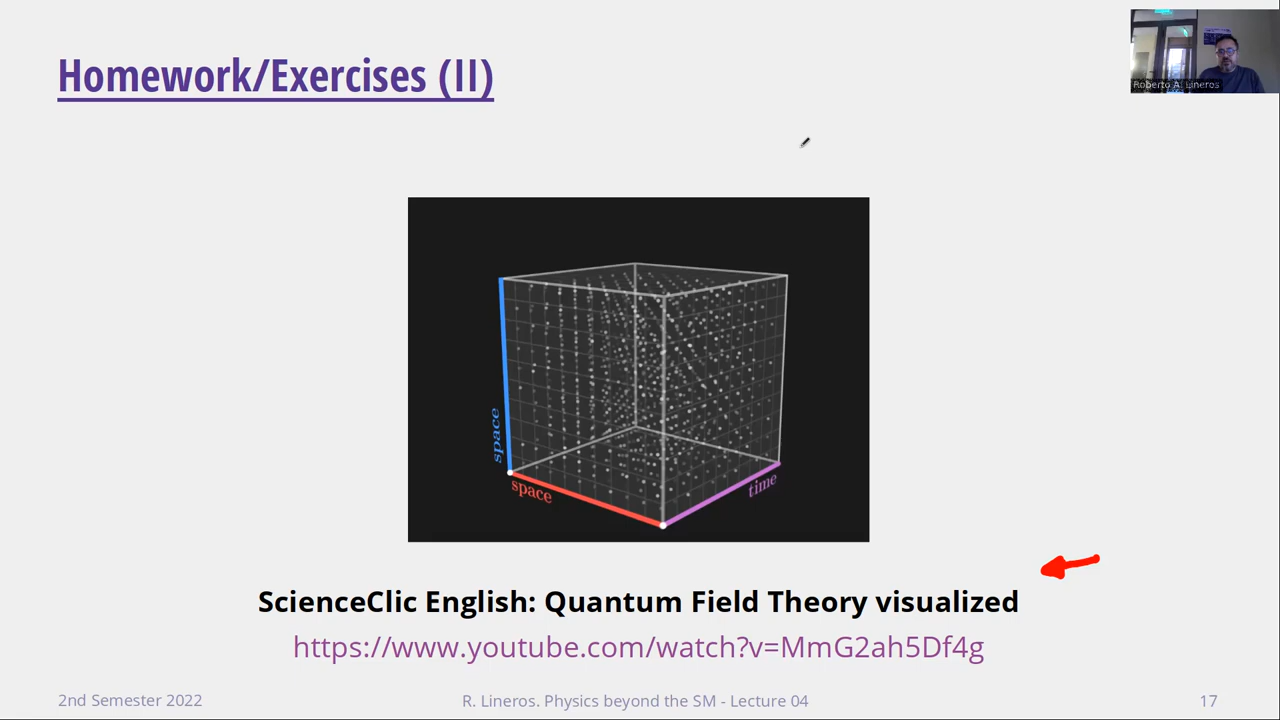 Homework/Exercises (II)
Roberto A. Lineros
space
space
time
ScienceClic English: Quantum Field Theory visualized
https://www.youtube.com/watch?v=MmG2ah5Df4g
2nd Semester 2022
R. Lineros. Physics beyond the SM - Lecture 04
17